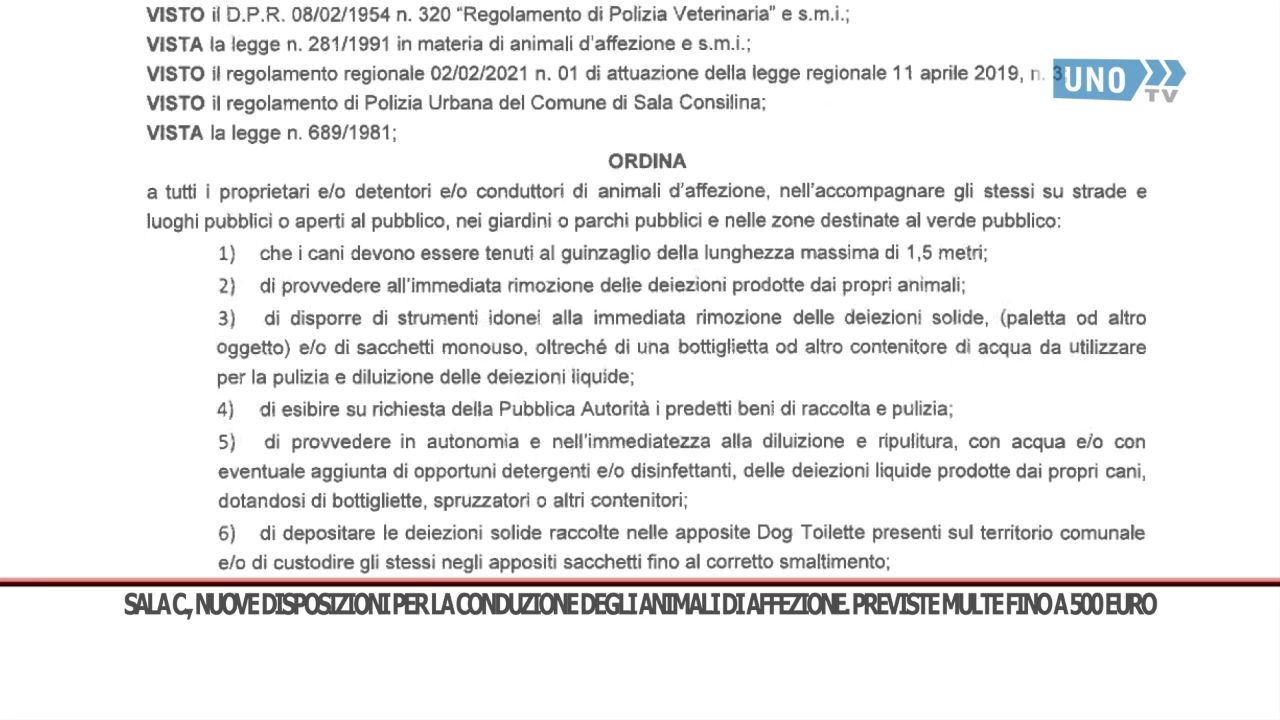 VISTO il D.P.R. 08/02/1954 n. 320 “Regolamento di Polizia Veterinaria” e s.m.i.;
VISTA la legge n. 281/1991 in materia di animali d’affezione e s.m.i.;
VISTO il regolamento regionale 02/02/2021 n. 01 di attuazione della legge regionale 11 aprile 2019, n. 3
UNO
TV
VISTO il regolamento di Polizia Urbana del Comune di Sala Consilina;
VISTA la legge n. 689/1981;
ORDINA
a tutti i proprietari e/o detentori e/o conduttori di animali d’affezione, nell’accompagnare gli stessi su strade e
luoghi pubblici o aperti al pubblico, nei giardini o parchi pubblici e nelle zone destinate al verde pubblico:
1) che i cani devono essere tenuti al guinzaglio della lunghezza massima di 1,5 metri;
2) di provvedere all’immediata rimozione delle deiezioni prodotte dai propri animali;
3) di disporre di strumenti idonei alla immediata rimozione delle deiezioni solide, (paletta od altro
oggetto) e/o di sacchetti monouso, oltreché di una bottiglietta od altro contenitore di acqua da utilizzare
per la pulizia e diluizione delle deiezioni liquide;
4) di esibire su richiesta della Pubblica Autorità i predetti beni di raccolta e pulizia;
5) di provvedere in autonomia e nell’immediatezza alla diluizione e ripulitura, con acqua e/o con
eventuale aggiunta di opportuni detergenti e/o disinfettanti, delle deiezioni liquide prodotte dai propri cani,
dotandosi di bottigliette, spruzzatori o altri contenitori;
6) di depositare le deiezioni solide raccolte nelle apposite Dog Toilette presenti sul territorio comunale
e/o di custodire gli stessi negli appositi sacchetti fino al corretto smaltimento;
SALA C., NUOVE DISPOSIZIONI PER LA CONDUZIONE DEGLI ANIMALI DI AFFEZIONE. PREVISTE MULTE FINO A 500 EURO